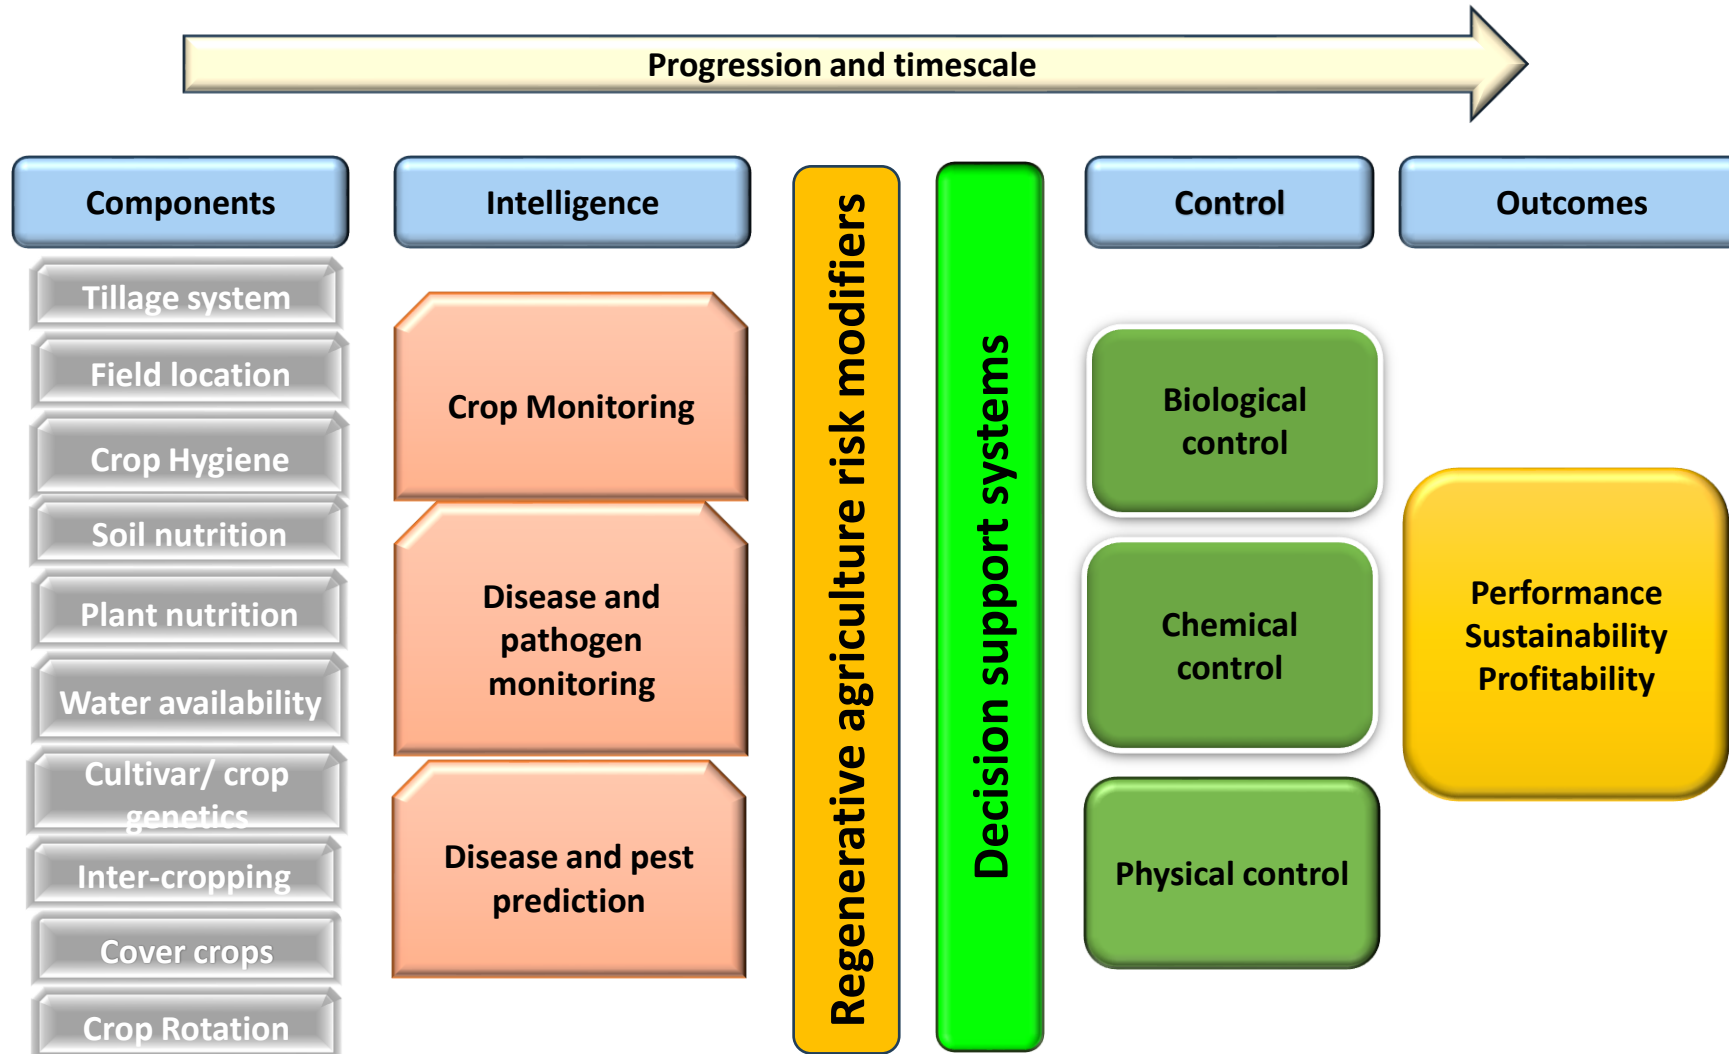 Progression and timescale
Components
Intelligence
Control
Outcomes
Tillage system
Field location
Crop Hygiene
Soil nutrition
Plant nutrition
Water availability
Cultivar/ crop
genetics
Inter-cropping
Cover crops
Crop Rotation
Crop Monitoring
Disease and
pathogen
monitoring
Disease and pest
prediction
Regenerative agriculture risk modifiers
Decision support systems
Biological
control
Chemical
control
Physical control
Performance
Sustainability
Profitability